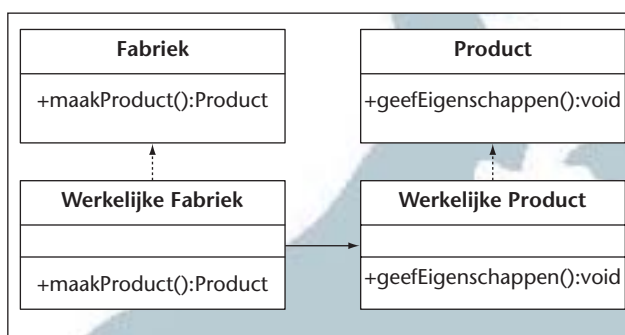 Fabriek
+maakProduct():Product
Product
+geefEigenschappen():void
Werkelijke Fabriek
+maakProduct():Product
Werkelijke Product
+geefEigenschappen():void